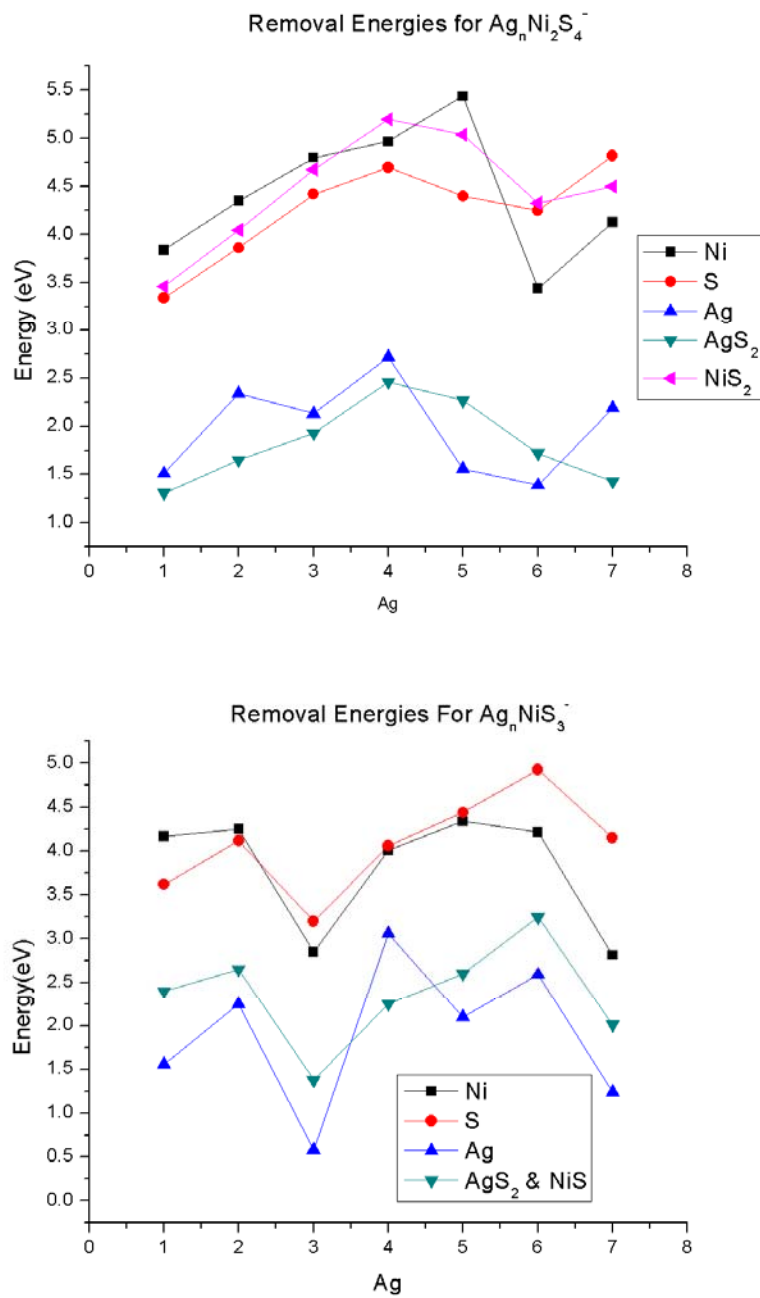 Removal Energies for AgₙNi₂S₄⁻
5.5
5.0
4.5
4.0
3.5
3.0
2.5
2.0
1.5
1.0
Energy (eV)
Ni
S
Ag
AgS₂
NiS₂
0 1 2 3 4 5 6 7 8
Ag
Removal Energies For AgₙNiS₃⁻
5.0
4.5
4.0
3.5
3.0
2.5
2.0
1.5
1.0
0.5
0.0
Energy(eV)
Ni
S
Ag
AgS₂ & NiS
0 1 2 3 4 5 6 7 8
Ag